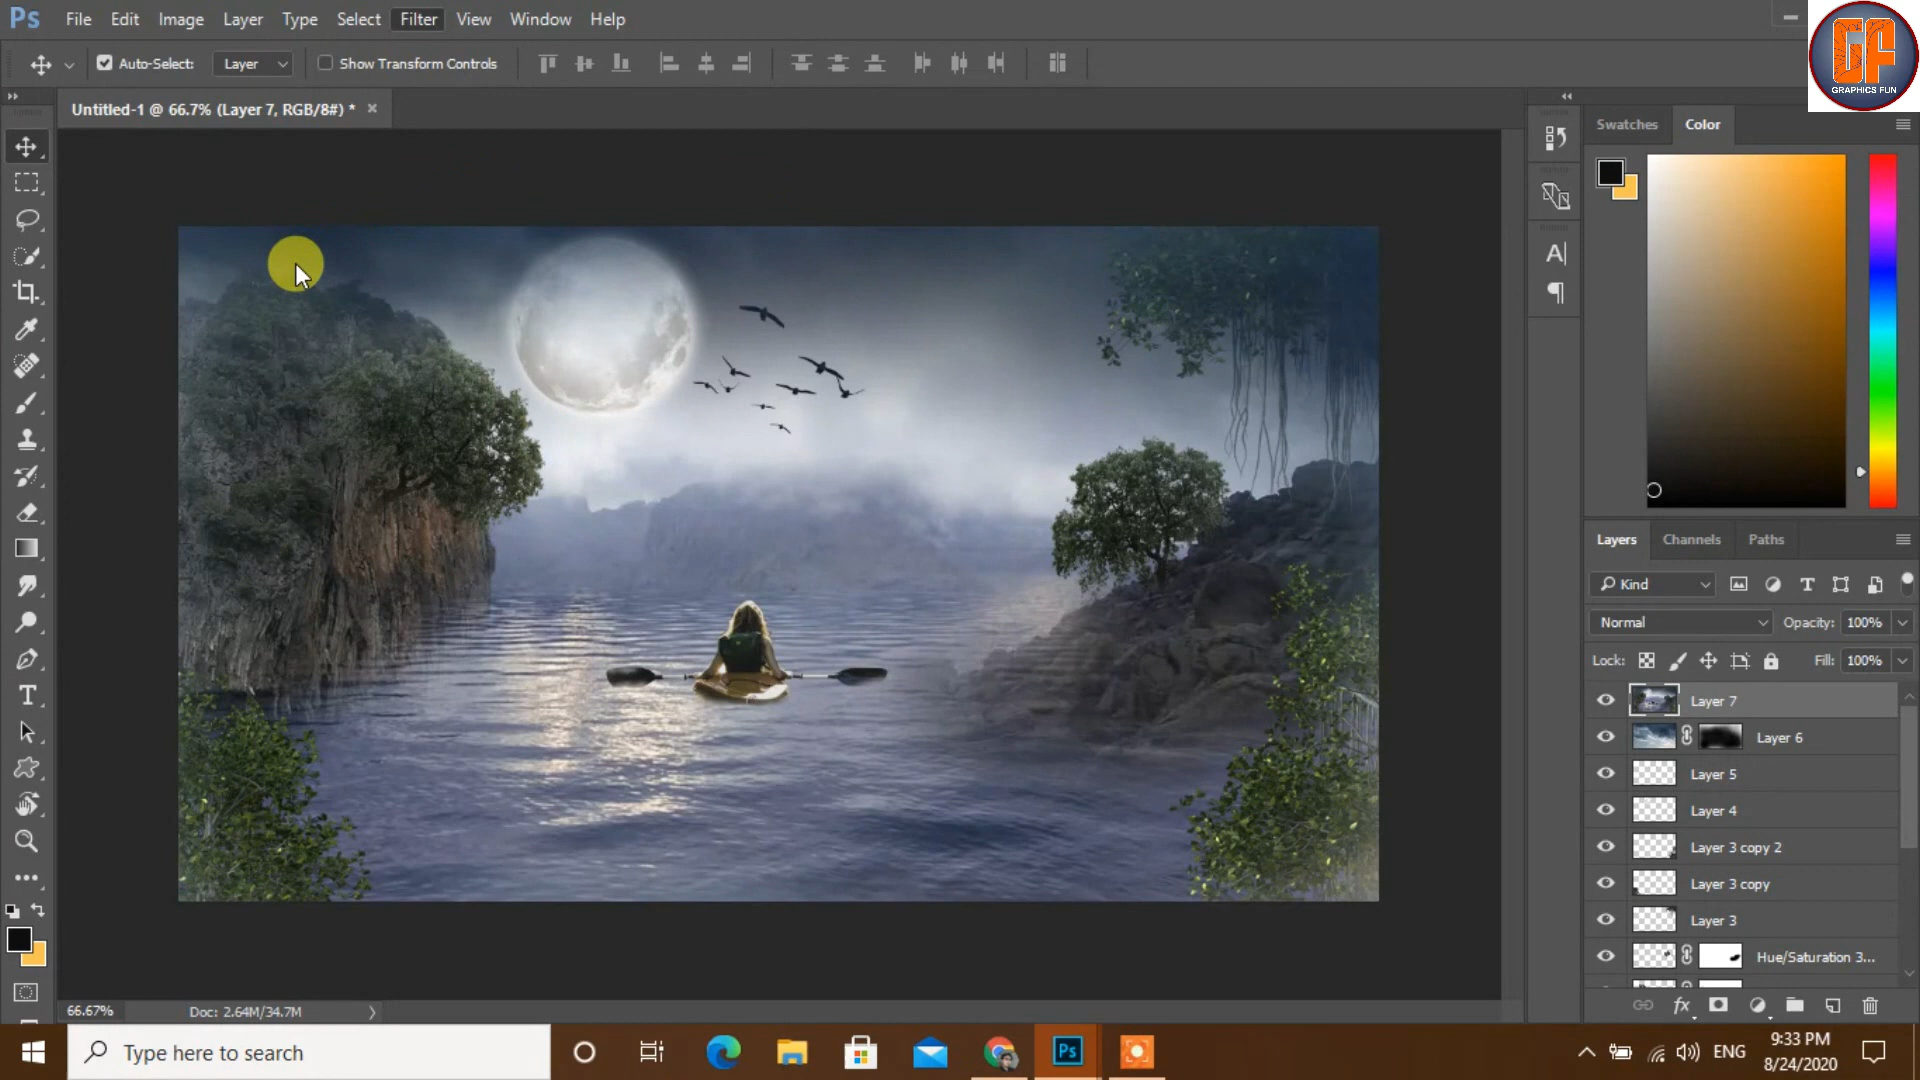 Ps File Edit Image Layer Type Select Filter View Window Help
GF
GRAPHICS FUN
Auto-Select: Layer Show Transform Controls
Untitled-1 @ 66.7% (Layer 7, RGB/8#) * ×
Swatches Color
Layers Channels Paths
Kind
Normal Opacity: 100%
Lock: Fill: 100%
Layer 7
Layer 6
Layer 5
Layer 4
Layer 3 copy 2
Layer 3 copy
Layer 3
Hue/Saturation 3...
fx
66.67% Doc: 2.64M/34.7M
Type here to search
Ps
ENG
9:33 PM
8/24/2020